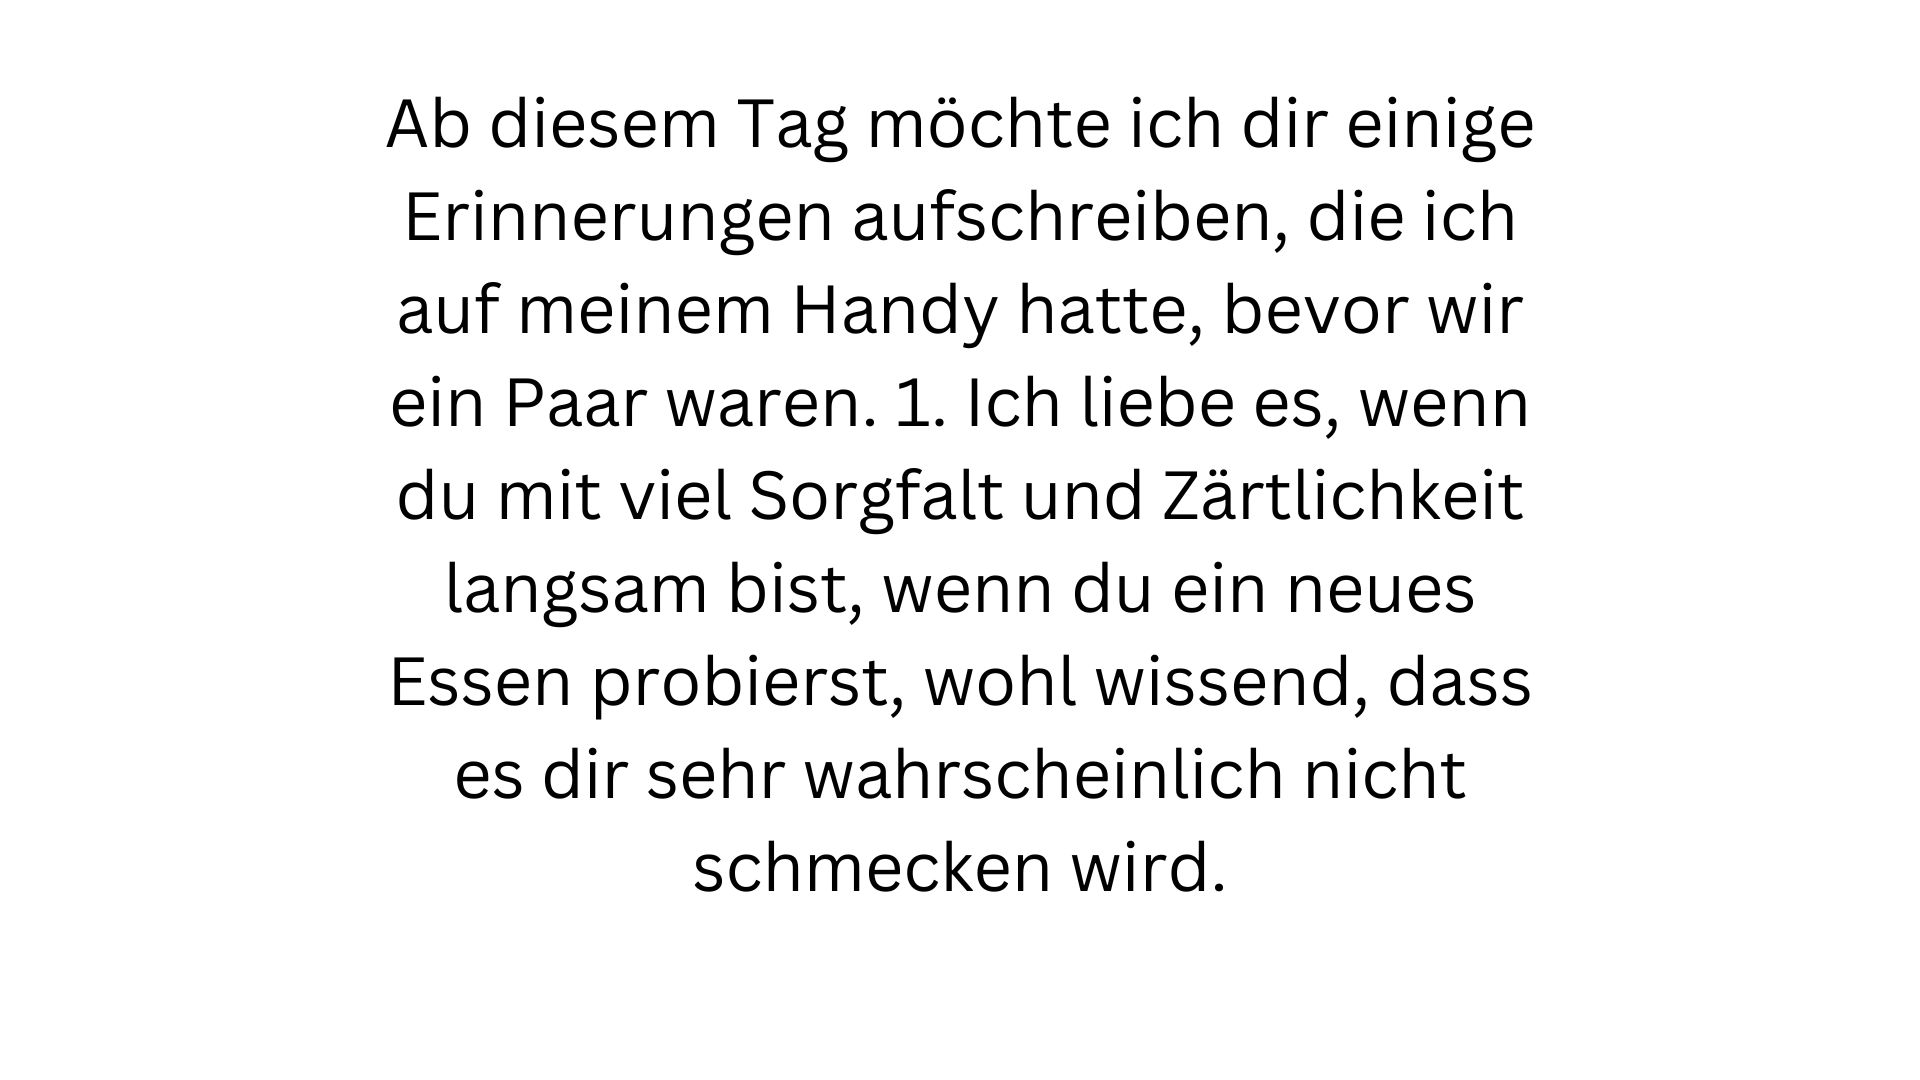 Ab diesem Tag möchte ich dir einige
Erinnerungen aufschreiben, die ich
auf meinem Handy hatte, bevor wir
ein Paar waren. 1. Ich liebe es, wenn
du mit viel Sorgfalt und Zärtlichkeit
langsam bist, wenn du ein neues
Essen probierst, wohl wissend, dass
es dir sehr wahrscheinlich nicht
schmecken wird.